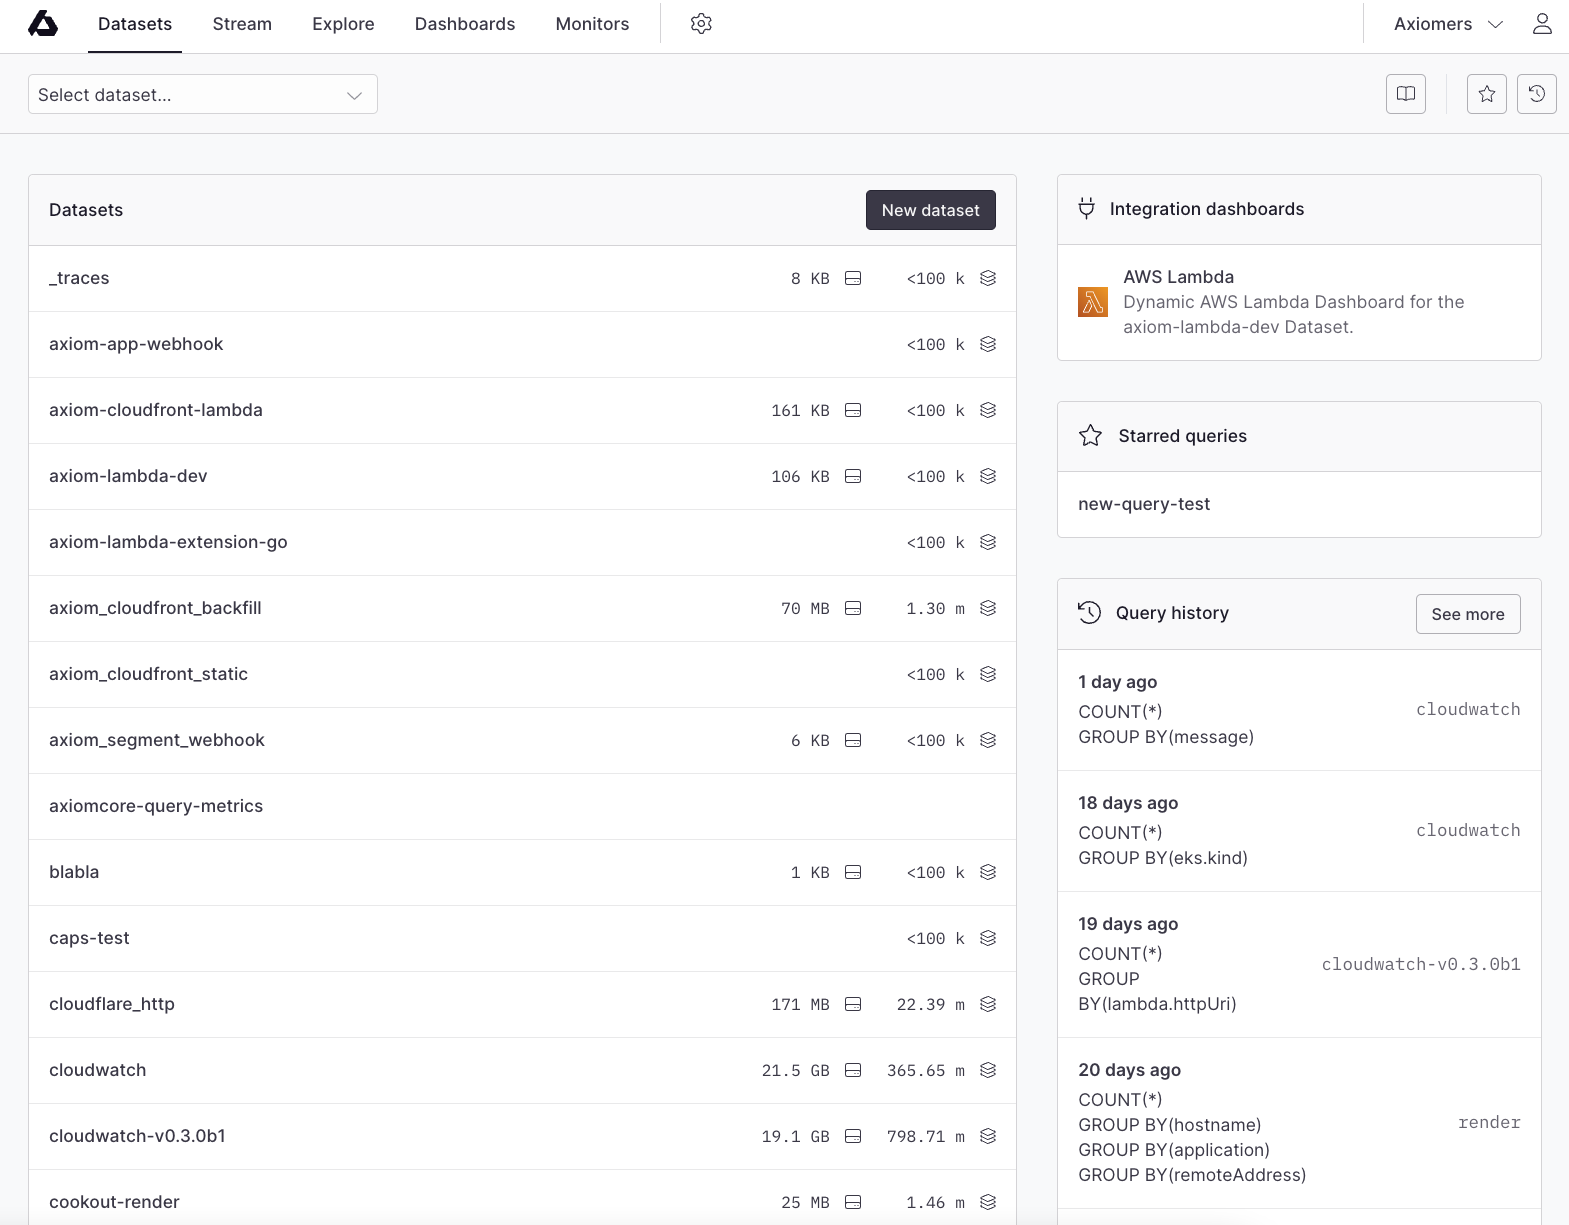 Datasets
Stream
Explore
Dashboards
Monitors
Axiomers
Select dataset...
Datasets
New dataset
_traces 8 KB <100 k
axiom-app-webhook <100 k
axiom-cloudfront-lambda 161 KB <100 k
axiom-lambda-dev 106 KB <100 k
axiom-lambda-extension-go <100 k
axiom_cloudfront_backfill 70 MB 1.30 m
axiom_cloudfront_static <100 k
axiom_segment_webhook 6 KB <100 k
axiomcore-query-metrics
blabla 1 KB <100 k
caps-test <100 k
cloudflare_http 171 MB 22.39 m
cloudwatch 21.5 GB 365.65 m
cloudwatch-v0.3.0b1 19.1 GB 798.71 m
cookout-render 25 MB 1.46 m
Integration dashboards
AWS Lambda
Dynamic AWS Lambda Dashboard for the
axiom-lambda-dev Dataset.
Starred queries
new-query-test
Query history
See more
1 day ago
COUNT(*)
GROUP BY(message)
cloudwatch
18 days ago
COUNT(*)
GROUP BY(eks.kind)
cloudwatch
19 days ago
COUNT(*)
GROUP
BY(lambda.httpUri)
cloudwatch-v0.3.0b1
20 days ago
COUNT(*)
GROUP BY(hostname)
GROUP BY(application)
GROUP BY(remoteAddress)
render